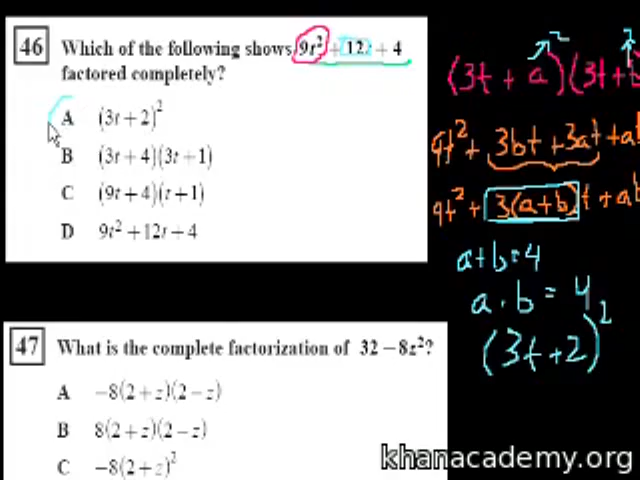 46 Which of the following shows 9t² + 12t + 4
factored completely?
A (3t + 2)²
B (3t + 4)(3t + 1)
C (9t + 4)(t + 1)
D 9t² + 12t + 4
2 2
(3t + a)(3t + b
9t² + 3bt + 3at + ab
9t² + 3(a+b)t + ab
a+b=4
a · b = 4
(3t + 2)²
47 What is the complete factorization of 32 − 8z²?
A −8(2 + z)(2 − z)
B 8(2 + z)(2 − z)
C −8(2 + z)²
khanacademy.org